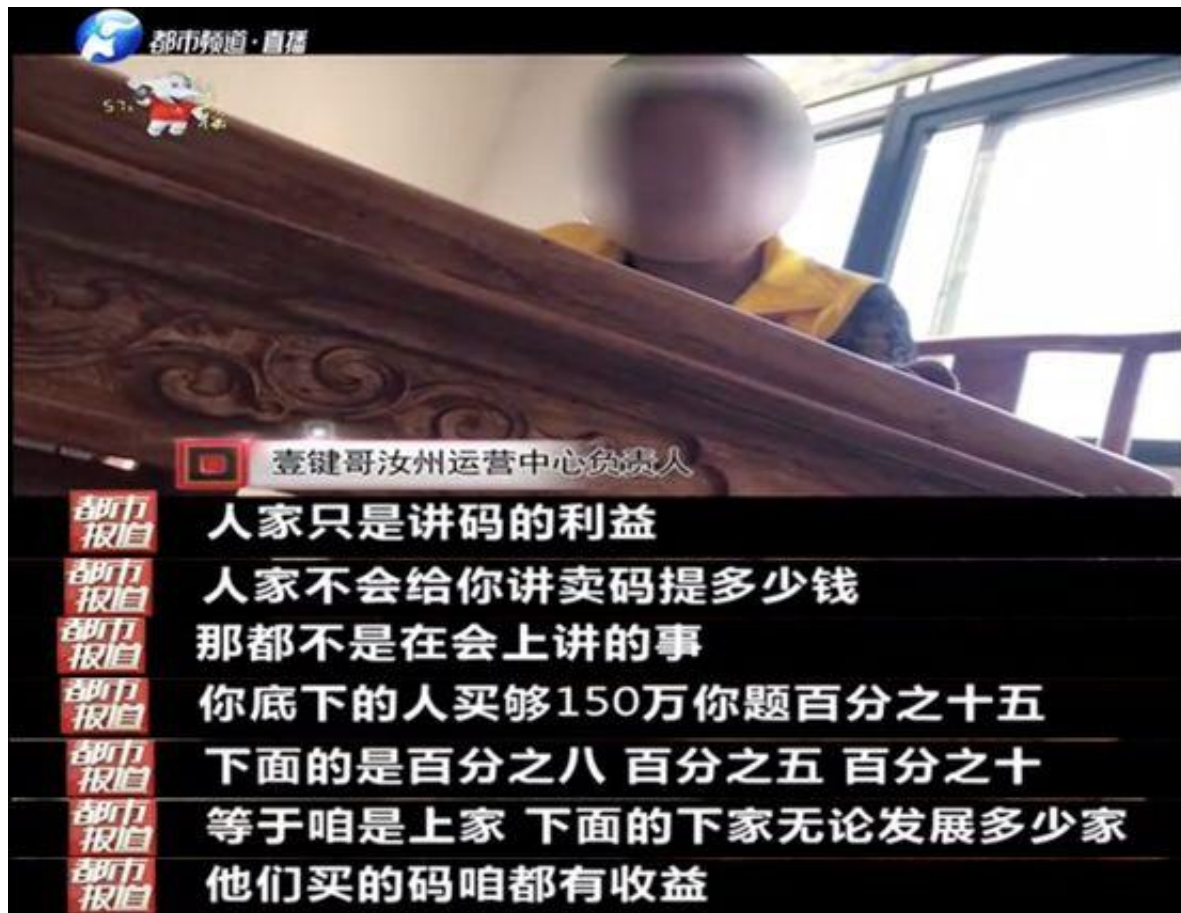 都市频道·直播
壹键哥汝州运营中心负责人
都市
报道
人家只是讲码的利益
都市
报道
人家不会给你讲卖码提多少钱
都市
报道
那都不是在会上讲的事
都市
报道
你底下的人买够150万你题百分之十五
都市
报道
下面的是百分之八 百分之五 百分之十
都市
报道
等于咱是上家 下面的下家无论发展多少家
都市
报道
他们买的码咱都有收益